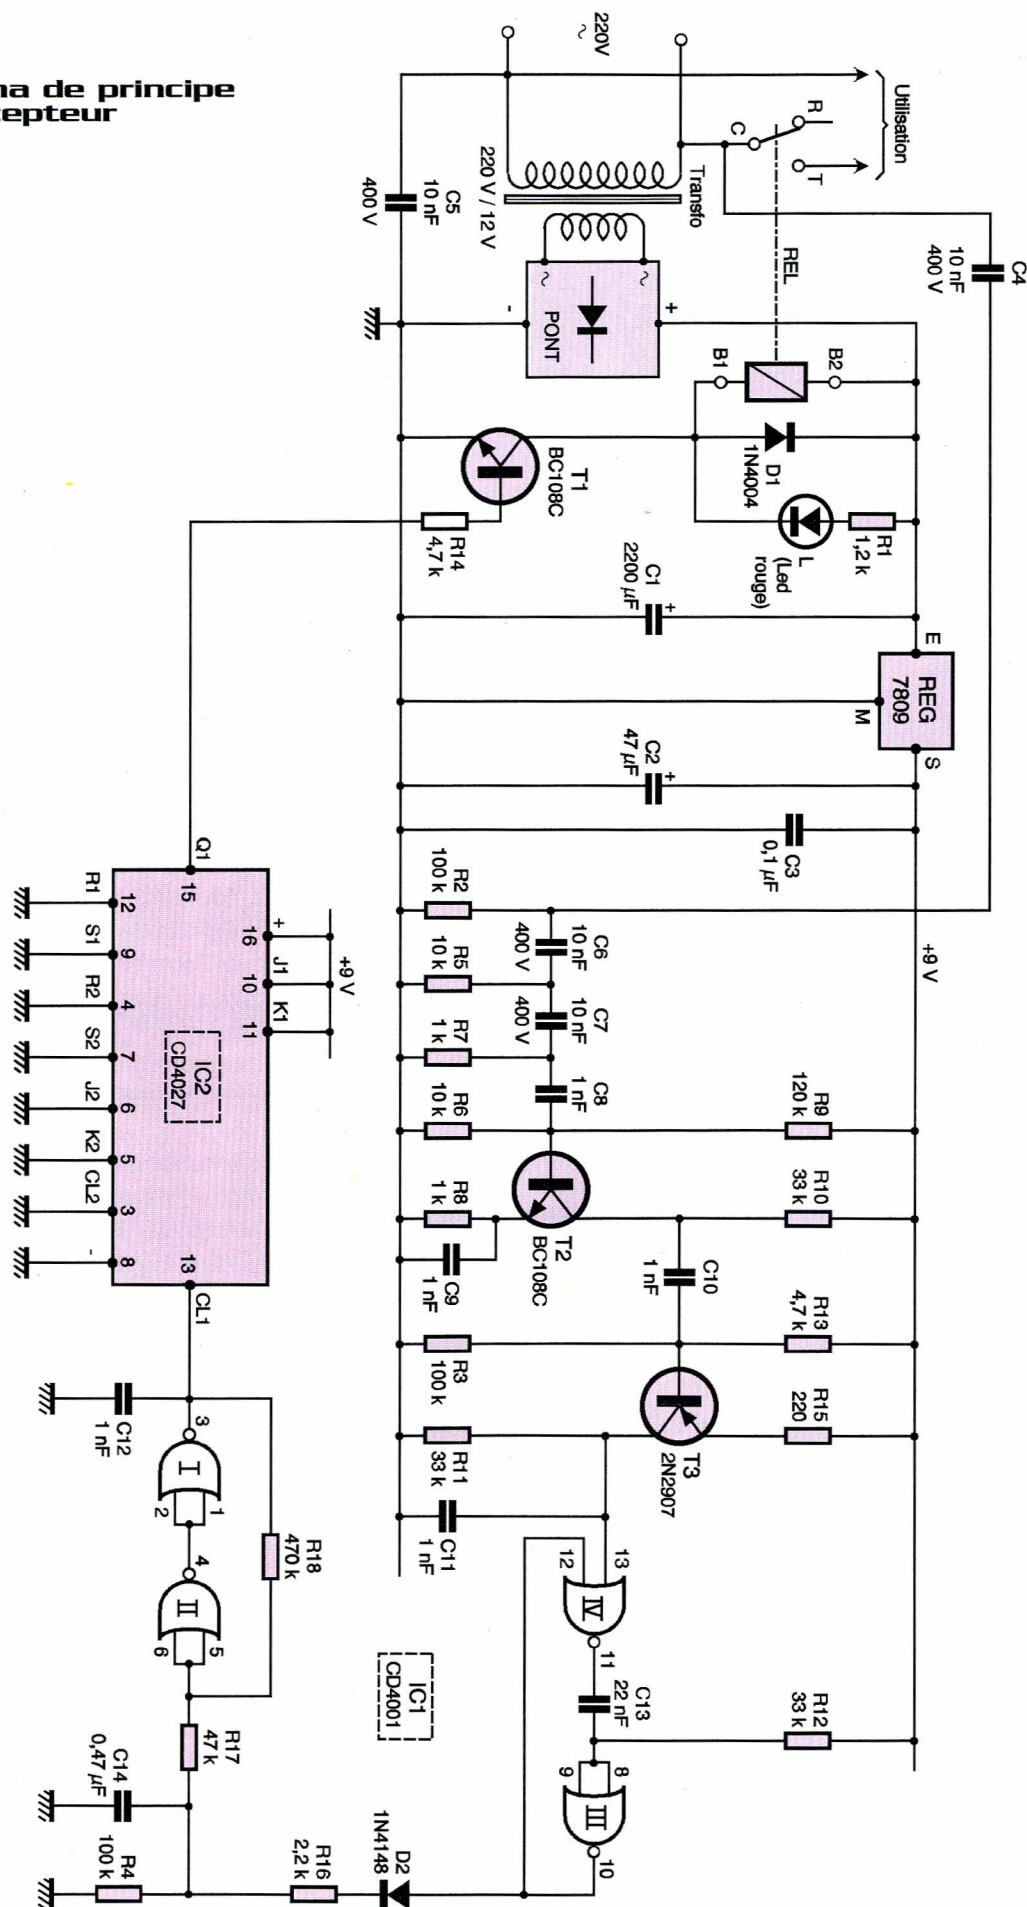 na de principe
cepteur
Utilisation
220V
~
R
C
T
Transfo
220 V / 12 V
C5
10 nF
400 V
C4
10 nF
400 V
REL
~
~
PONT
+
-
B1
B2
T1
BC108C
D1
1N4004
R14
4,7 k
L
(Led
rouge)
R1
1,2 k
C1
2200 µF
+
E
REG
7809
M
S
C2
47 µF
+
C3
0,1 µF
+9 V
R2
100 k
R5
10 k
R7
1 k
R6
10 k
R8
1 k
C6
10 nF
400 V
C7
10 nF
400 V
C8
1 nF
R9
120 k
R10
33 k
T2
BC108C
C9
1 nF
C10
1 nF
R13
4,7 k
R15
220
R3
100 k
T3
2N2907
R11
33 k
C11
1 nF
13
12
IV
11
C13
22 nF
R12
33 k
8
9
III
10
IC1
CD4001
Q1
15
+9 V
+
16
J1
10
K1
11
IC2
CD4027
R1
12
S1
9
R2
4
S2
7
J2
6
K2
5
CL2
3
-
8
13
CL1
C12
1 nF
3
I
1
2
4
II
5
6
R18
470 k
R17
47 k
C14
0,47 µF
R4
100 k
R16
2,2 k
D2
1N4148